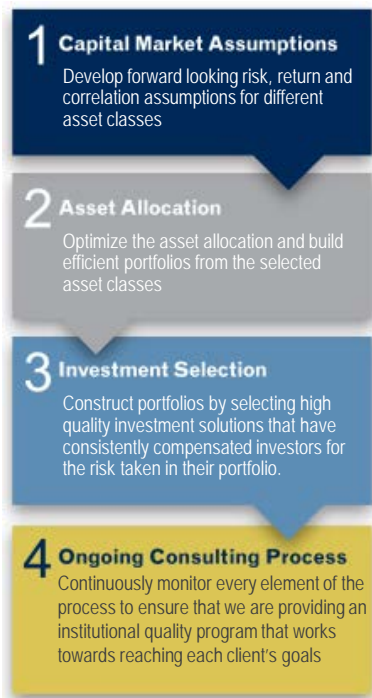 1 Capital Market Assumptions
Develop forward looking risk, return and
correlation assumptions for different
asset classes
2 Asset Allocation
Optimize the asset allocation and build
efficient portfolios from the selected
asset classes
3 Investment Selection
Construct portfolios by selecting high
quality investment solutions that have
consistently compensated investors for
the risk taken in their portfolio.
4 Ongoing Consulting Process
Continuously monitor every element of the
process to ensure that we are providing an
institutional quality program that works
towards reaching each client's goals